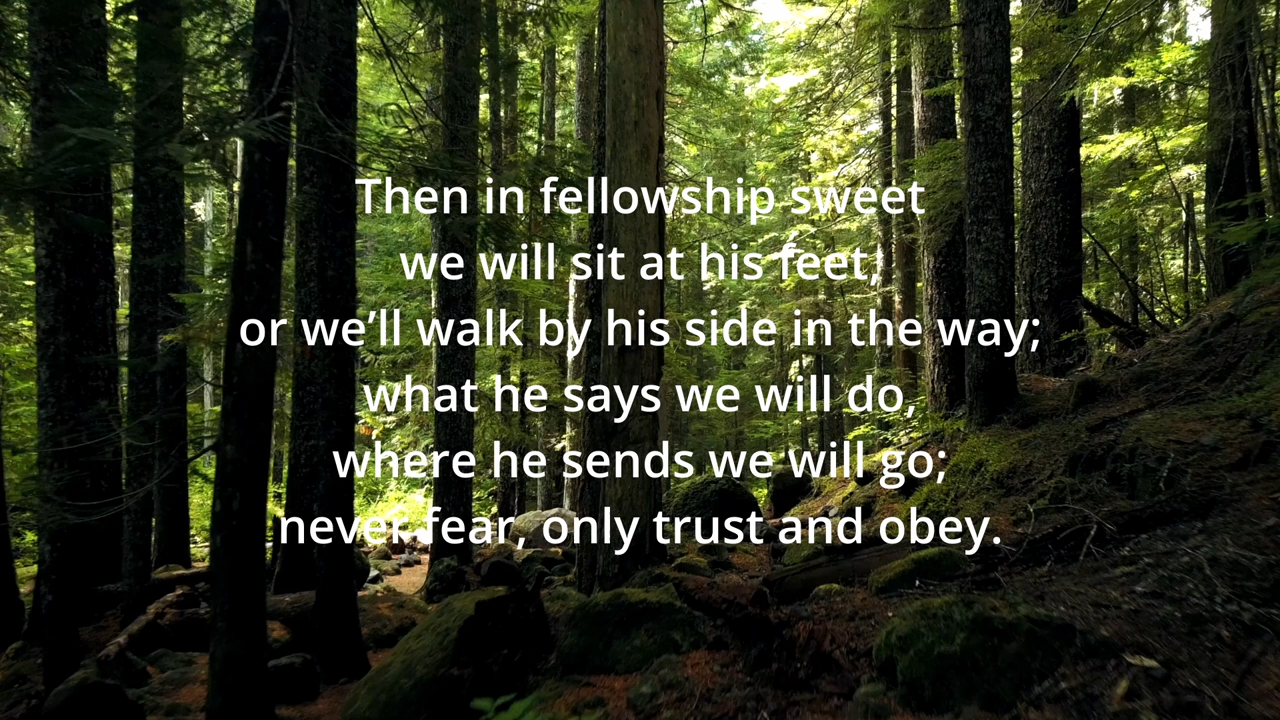 Then in fellowship sweet
we will sit at his feet,
or we’ll walk by his side in the way;
what he says we will do,
where he sends we will go;
never fear, only trust and obey.